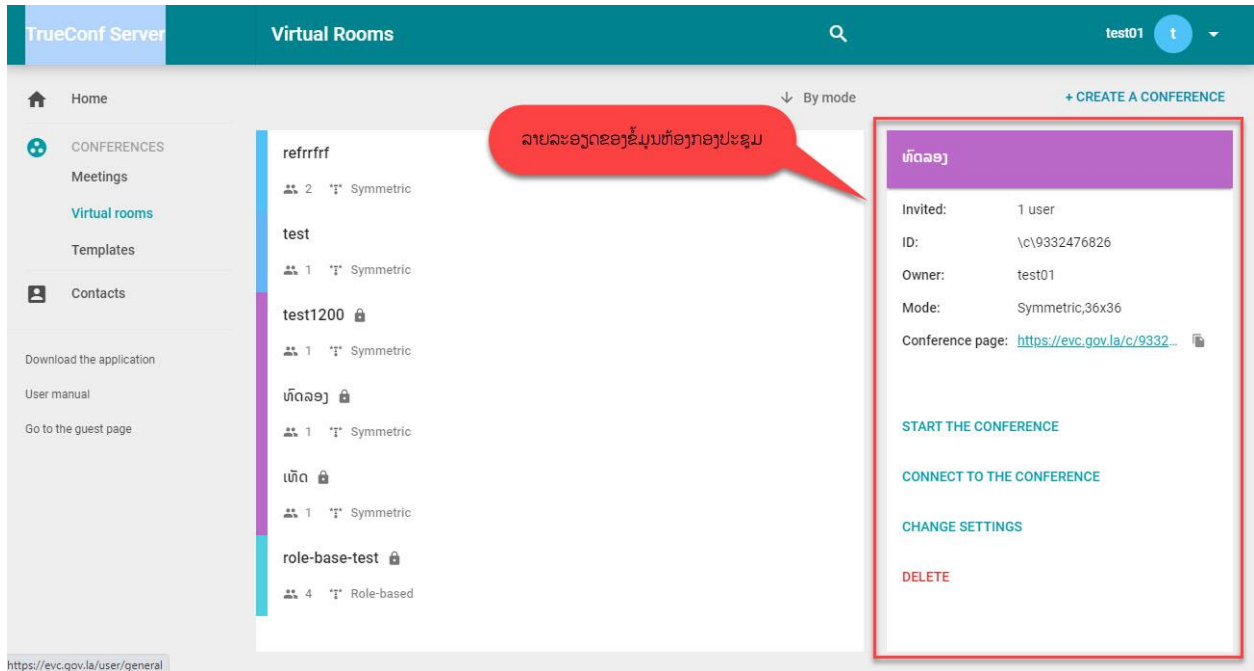 TrueConf Server
Virtual Rooms
test01
t
Home
By mode
+ CREATE A CONFERENCE
CONFERENCES
Meetings
Virtual rooms
Templates
Contacts
Download the application
User manual
Go to the guest page
refrrfrf
2 Symmetric
test
1 Symmetric
test1200
1 Symmetric
ທົດລອງ
1 Symmetric
ເທັດ
1 Symmetric
role-base-test
4 Role-based
ລາຍລະອຽດຂອງຂໍ້ມູນຫ້ອງກອງປະຊຸມ
ທົດລອງ
Invited: 1 user
ID: \c\9332476826
Owner: test01
Mode: Symmetric,36x36
Conference page: https://evc.gov.la/c/9332...
START THE CONFERENCE
CONNECT TO THE CONFERENCE
CHANGE SETTINGS
DELETE
https://evc.gov.la/user/general